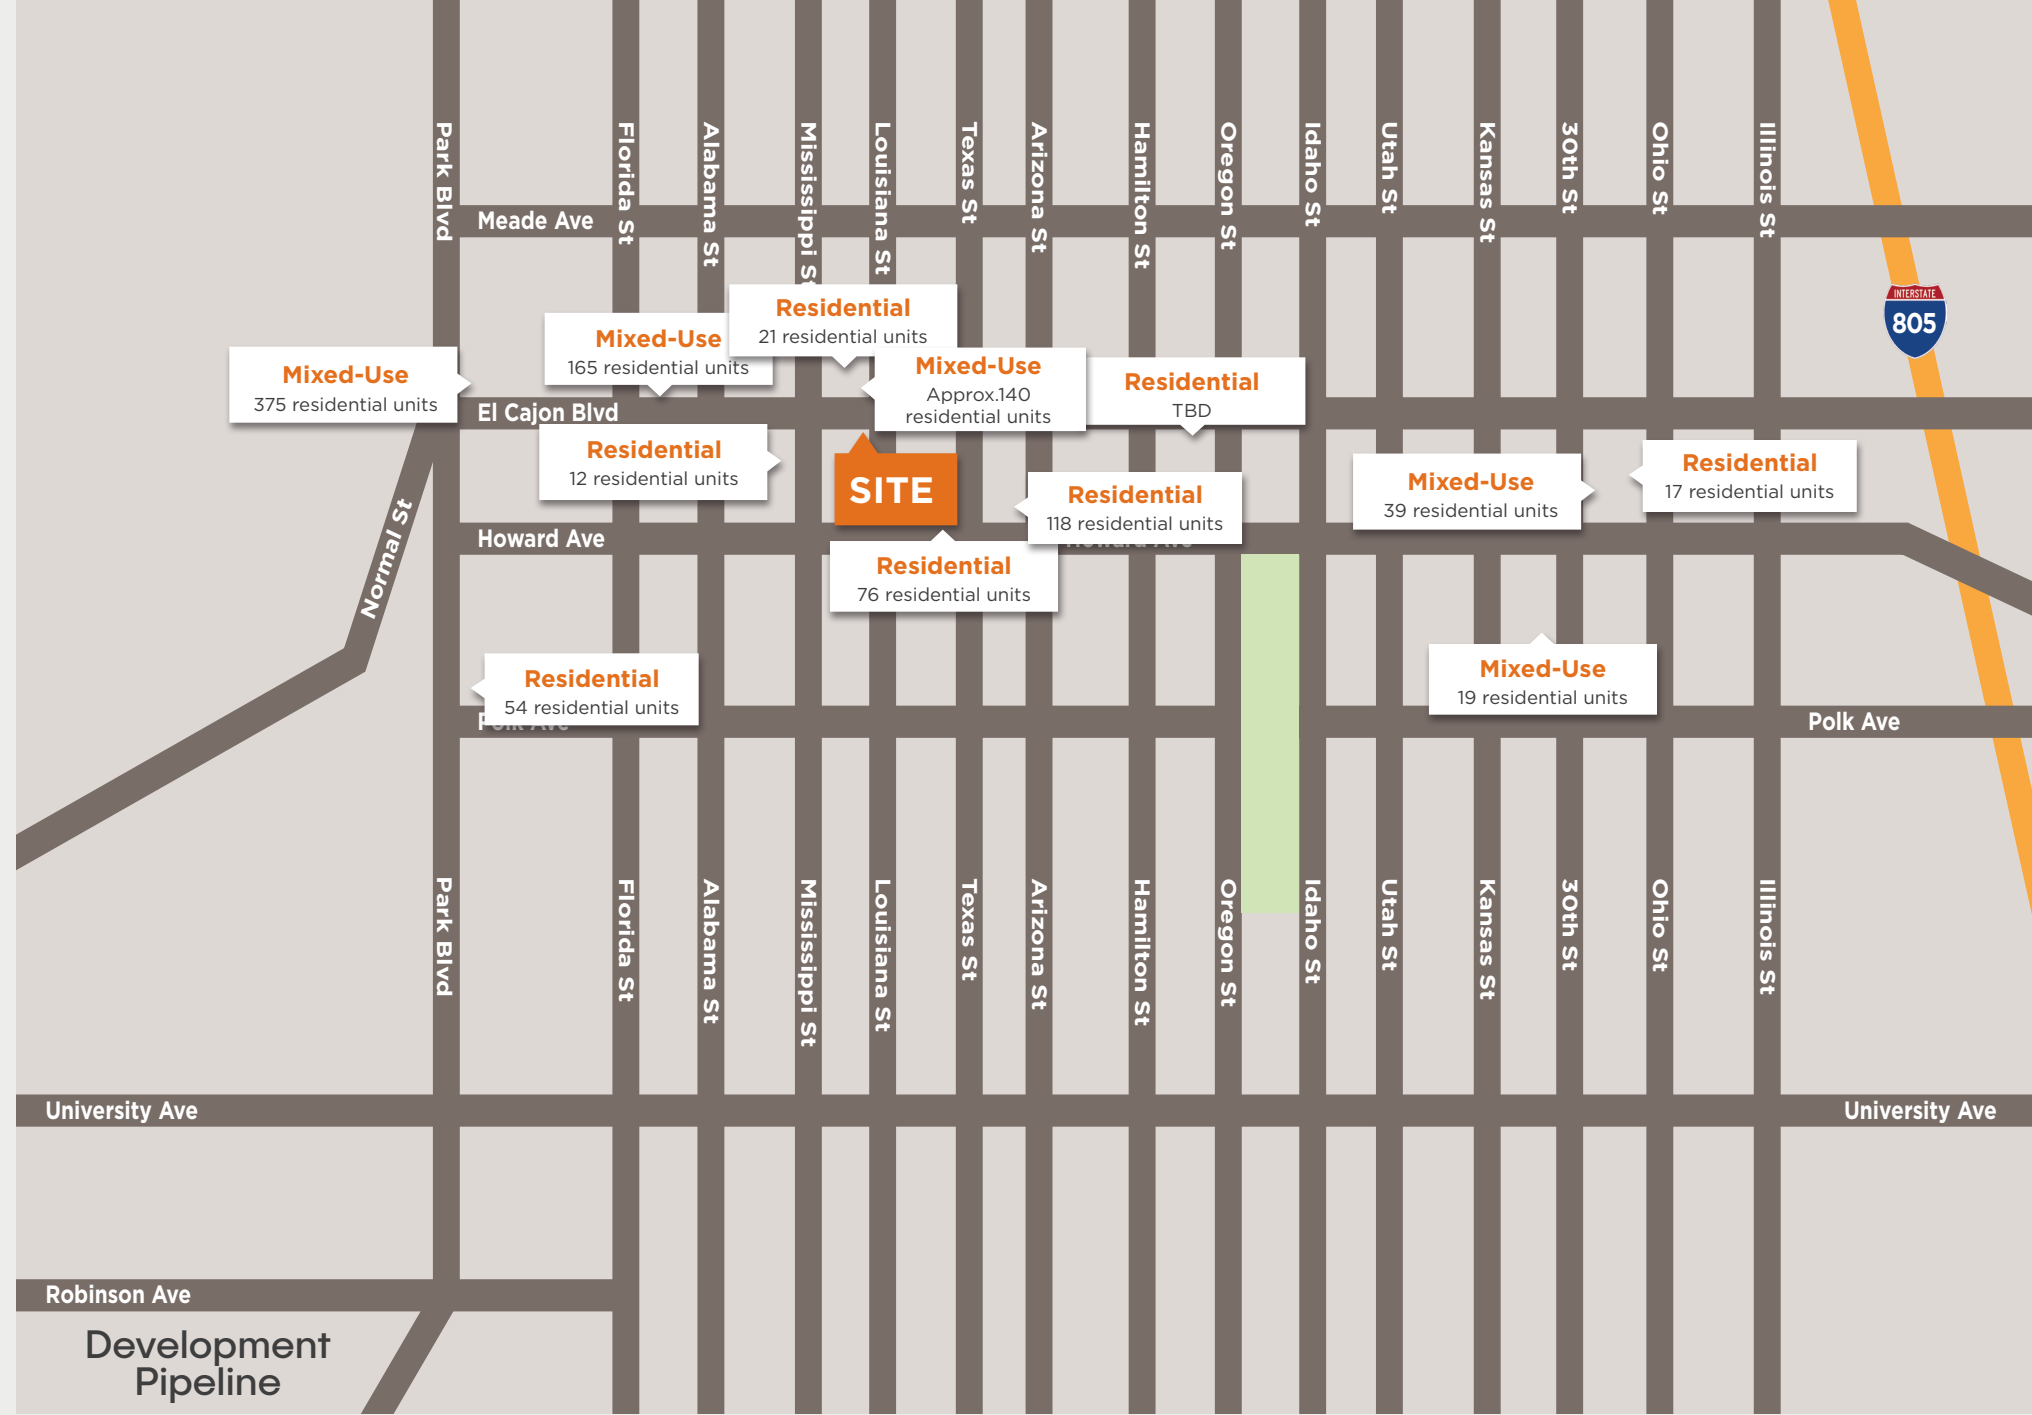 Park Blvd
Florida St
Alabama St
Mississippi St
Louisiana St
Texas St
Arizona St
Hamilton St
Oregon St
Idaho St
Utah St
Kansas St
30th St
Ohio St
Illinois St
Meade Ave
INTERSTATE
805
Residential
21 residential units
Mixed-Use
165 residential units
Mixed-Use
375 residential units
Mixed-Use
Approx.140
residential units
Residential
TBD
El Cajon Blvd
Residential
12 residential units
SITE
Residential
118 residential units
Mixed-Use
39 residential units
Residential
17 residential units
Normal St
Howard Ave
Howard Ave
Residential
76 residential units
Residential
54 residential units
Mixed-Use
19 residential units
Polk Ave
Polk Ave
Park Blvd
Florida St
Alabama St
Mississippi St
Louisiana St
Texas St
Arizona St
Hamilton St
Oregon St
Idaho St
Utah St
Kansas St
30th St
Ohio St
Illinois St
University Ave
University Ave
Robinson Ave
Development
Pipeline